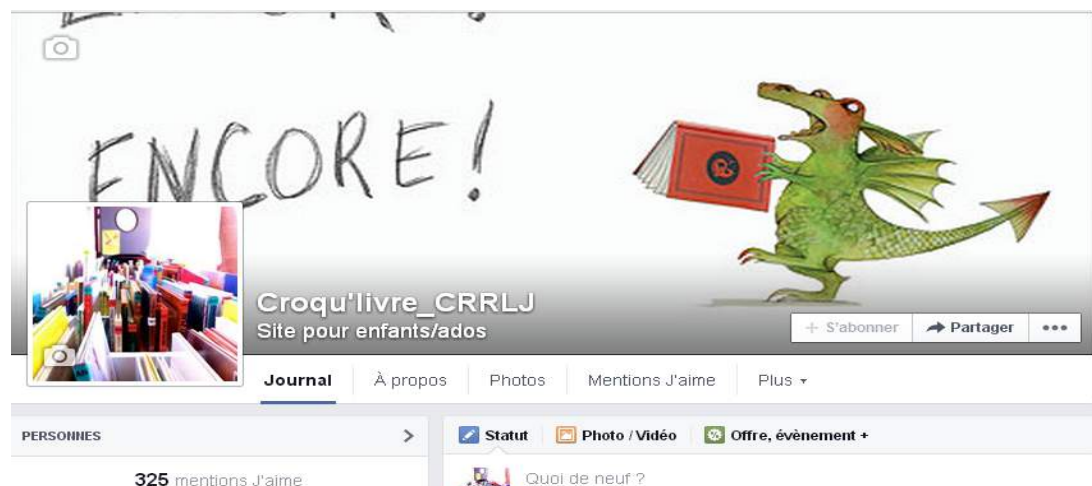 ENCORE!
ENCORE!
Croqu'livre_CRRLJ
Site pour enfants/ados
+ S'abonner
Partager
•••
Journal
À propos
Photos
Mentions J'aime
Plus
PERSONNES
>
Statut
Photo / Vidéo
Offre, évènement +
325 mentions J'aime
Quoi de neuf ?